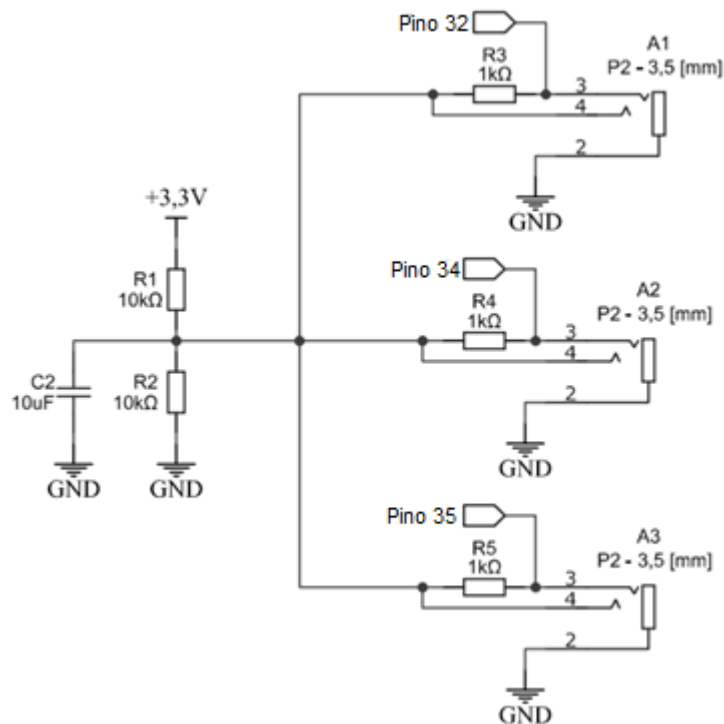 Pino 32
A1
P2 - 3,5 [mm]
R3
1kΩ
3
4
2
GND
+3,3V
R1
10kΩ
Pino 34
A2
P2 - 3,5 [mm]
R4
1kΩ
3
4
2
GND
C2
10uF
R2
10kΩ
GND
GND
Pino 35
A3
P2 - 3,5 [mm]
R5
1kΩ
3
4
2
GND